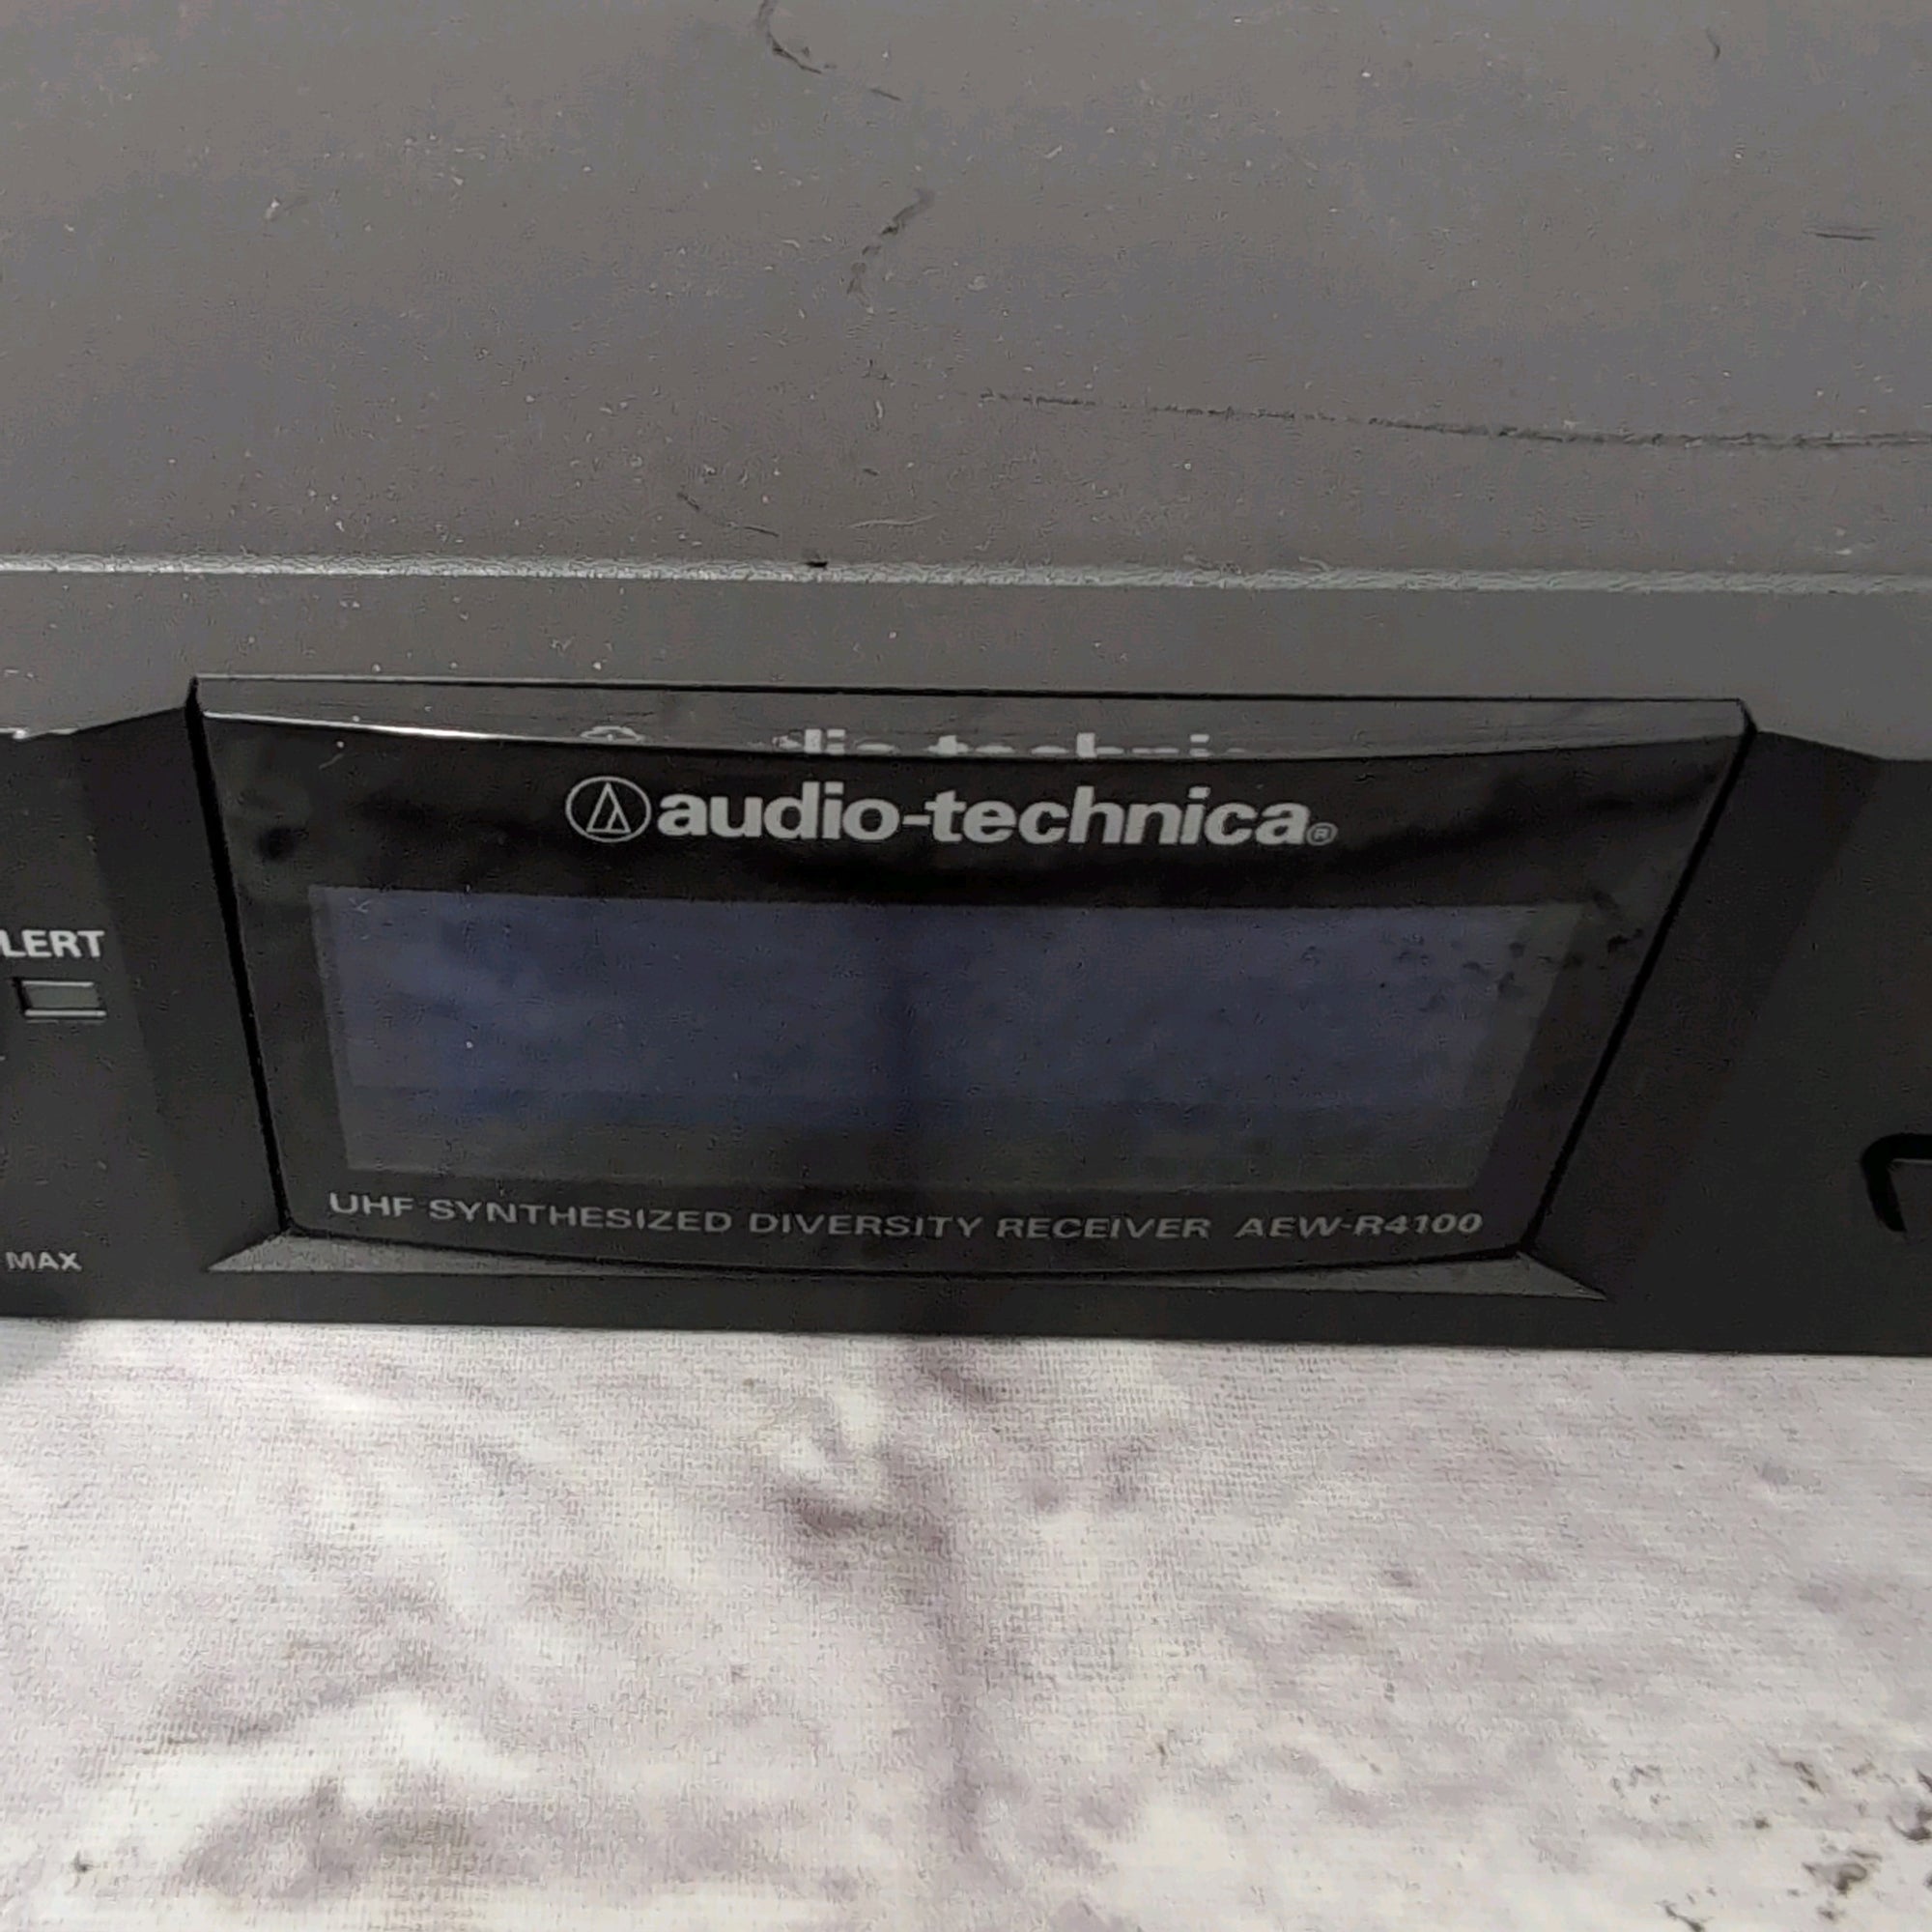 audio-technica®
LERT
UHF SYNTHESIZED DIVERSITY RECEIVER AEW-R4100
MAX